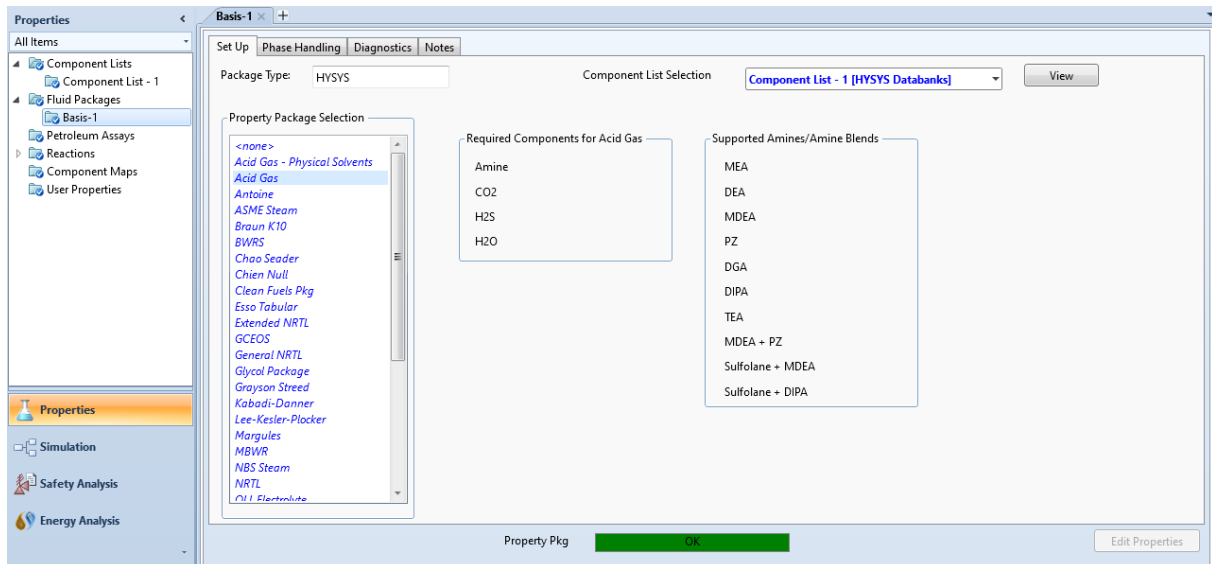 Properties
<
All Items
Component Lists
Component List - 1
Fluid Packages
Basis-1
Petroleum Assays
Reactions
Component Maps
User Properties
Properties
Simulation
Safety Analysis
Energy Analysis
Basis-1 × +
Set Up Phase Handling Diagnostics Notes
Package Type: HYSYS Component List Selection Component List - 1 [HYSYS Databanks] View
Property Package Selection
<none>
Acid Gas - Physical Solvents
Acid Gas
Antoine
ASME Steam
Braun K10
BWRS
Chao Seader
Chien Null
Clean Fuels Pkg
Esso Tabular
Extended NRTL
GCEOS
General NRTL
Glycol Package
Grayson Streed
Kabadi-Danner
Lee-Kesler-Plocker
Margules
MBWR
NBS Steam
NRTL
OLI Electrolyte
Required Components for Acid Gas
Amine
CO2
H2S
H2O
Supported Amines/Amine Blends
MEA
DEA
MDEA
PZ
DGA
DIPA
TEA
MDEA + PZ
Sulfolane + MDEA
Sulfolane + DIPA
Property Pkg OK Edit Properties